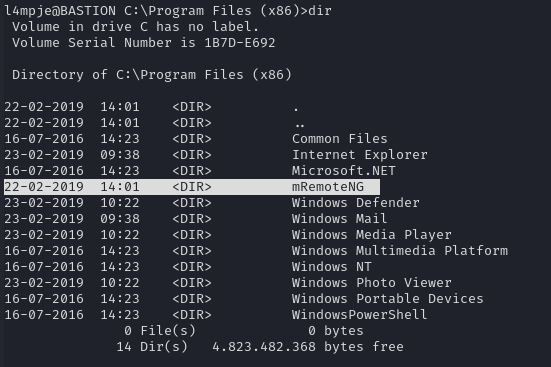 l4mpje@BASTION C:\Program Files (x86)>dir
 Volume in drive C has no label.
 Volume Serial Number is 1B7D-E692

 Directory of C:\Program Files (x86)

22-02-2019  14:01    <DIR>          .
22-02-2019  14:01    <DIR>          ..
16-07-2016  14:23    <DIR>          Common Files
23-02-2019  09:38    <DIR>          Internet Explorer
16-07-2016  14:23    <DIR>          Microsoft.NET
22-02-2019  14:01    <DIR>          mRemoteNG
23-02-2019  10:22    <DIR>          Windows Defender
23-02-2019  09:38    <DIR>          Windows Mail
23-02-2019  10:22    <DIR>          Windows Media Player
16-07-2016  14:23    <DIR>          Windows Multimedia Platform
16-07-2016  14:23    <DIR>          Windows NT
23-02-2019  10:22    <DIR>          Windows Photo Viewer
16-07-2016  14:23    <DIR>          Windows Portable Devices
16-07-2016  14:23    <DIR>          WindowsPowerShell
               0 File(s)              0 bytes
              14 Dir(s)   4.823.482.368 bytes free